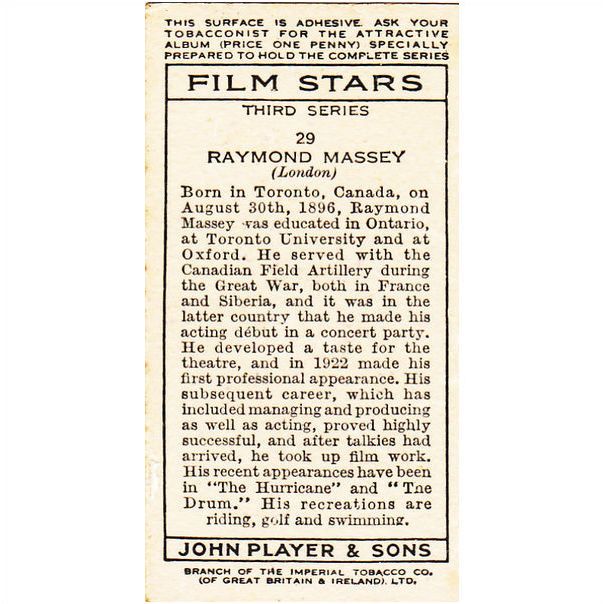 THIS SURFACE IS ADHESIVE. ASK YOUR
TOBACCONIST FOR THE ATTRACTIVE
ALBUM (PRICE ONE PENNY) SPECIALLY
PREPARED TO HOLD THE COMPLETE SERIES
FILM STARS
THIRD SERIES
29
RAYMOND MASSEY
(London)
Born in Toronto, Canada, on
August 30th, 1896, Raymond
Massey was educated in Ontario,
at Toronto University and at
Oxford. He served with the
Canadian Field Artillery during
the Great War, both in France
and Siberia, and it was in the
latter country that he made his
acting début in a concert party.
He developed a taste for the
theatre, and in 1922 made his
first professional appearance. His
subsequent career, which has
included managing and producing
as well as acting, proved highly
successful, and after talkies had
arrived, he took up film work.
His recent appearances have been
in "The Hurricane" and "The
Drum." His recreations are
riding, golf and swimming.
JOHN PLAYER & SONS
BRANCH OF THE IMPERIAL TOBACCO CO.
(OF GREAT BRITAIN & IRELAND), LTD.